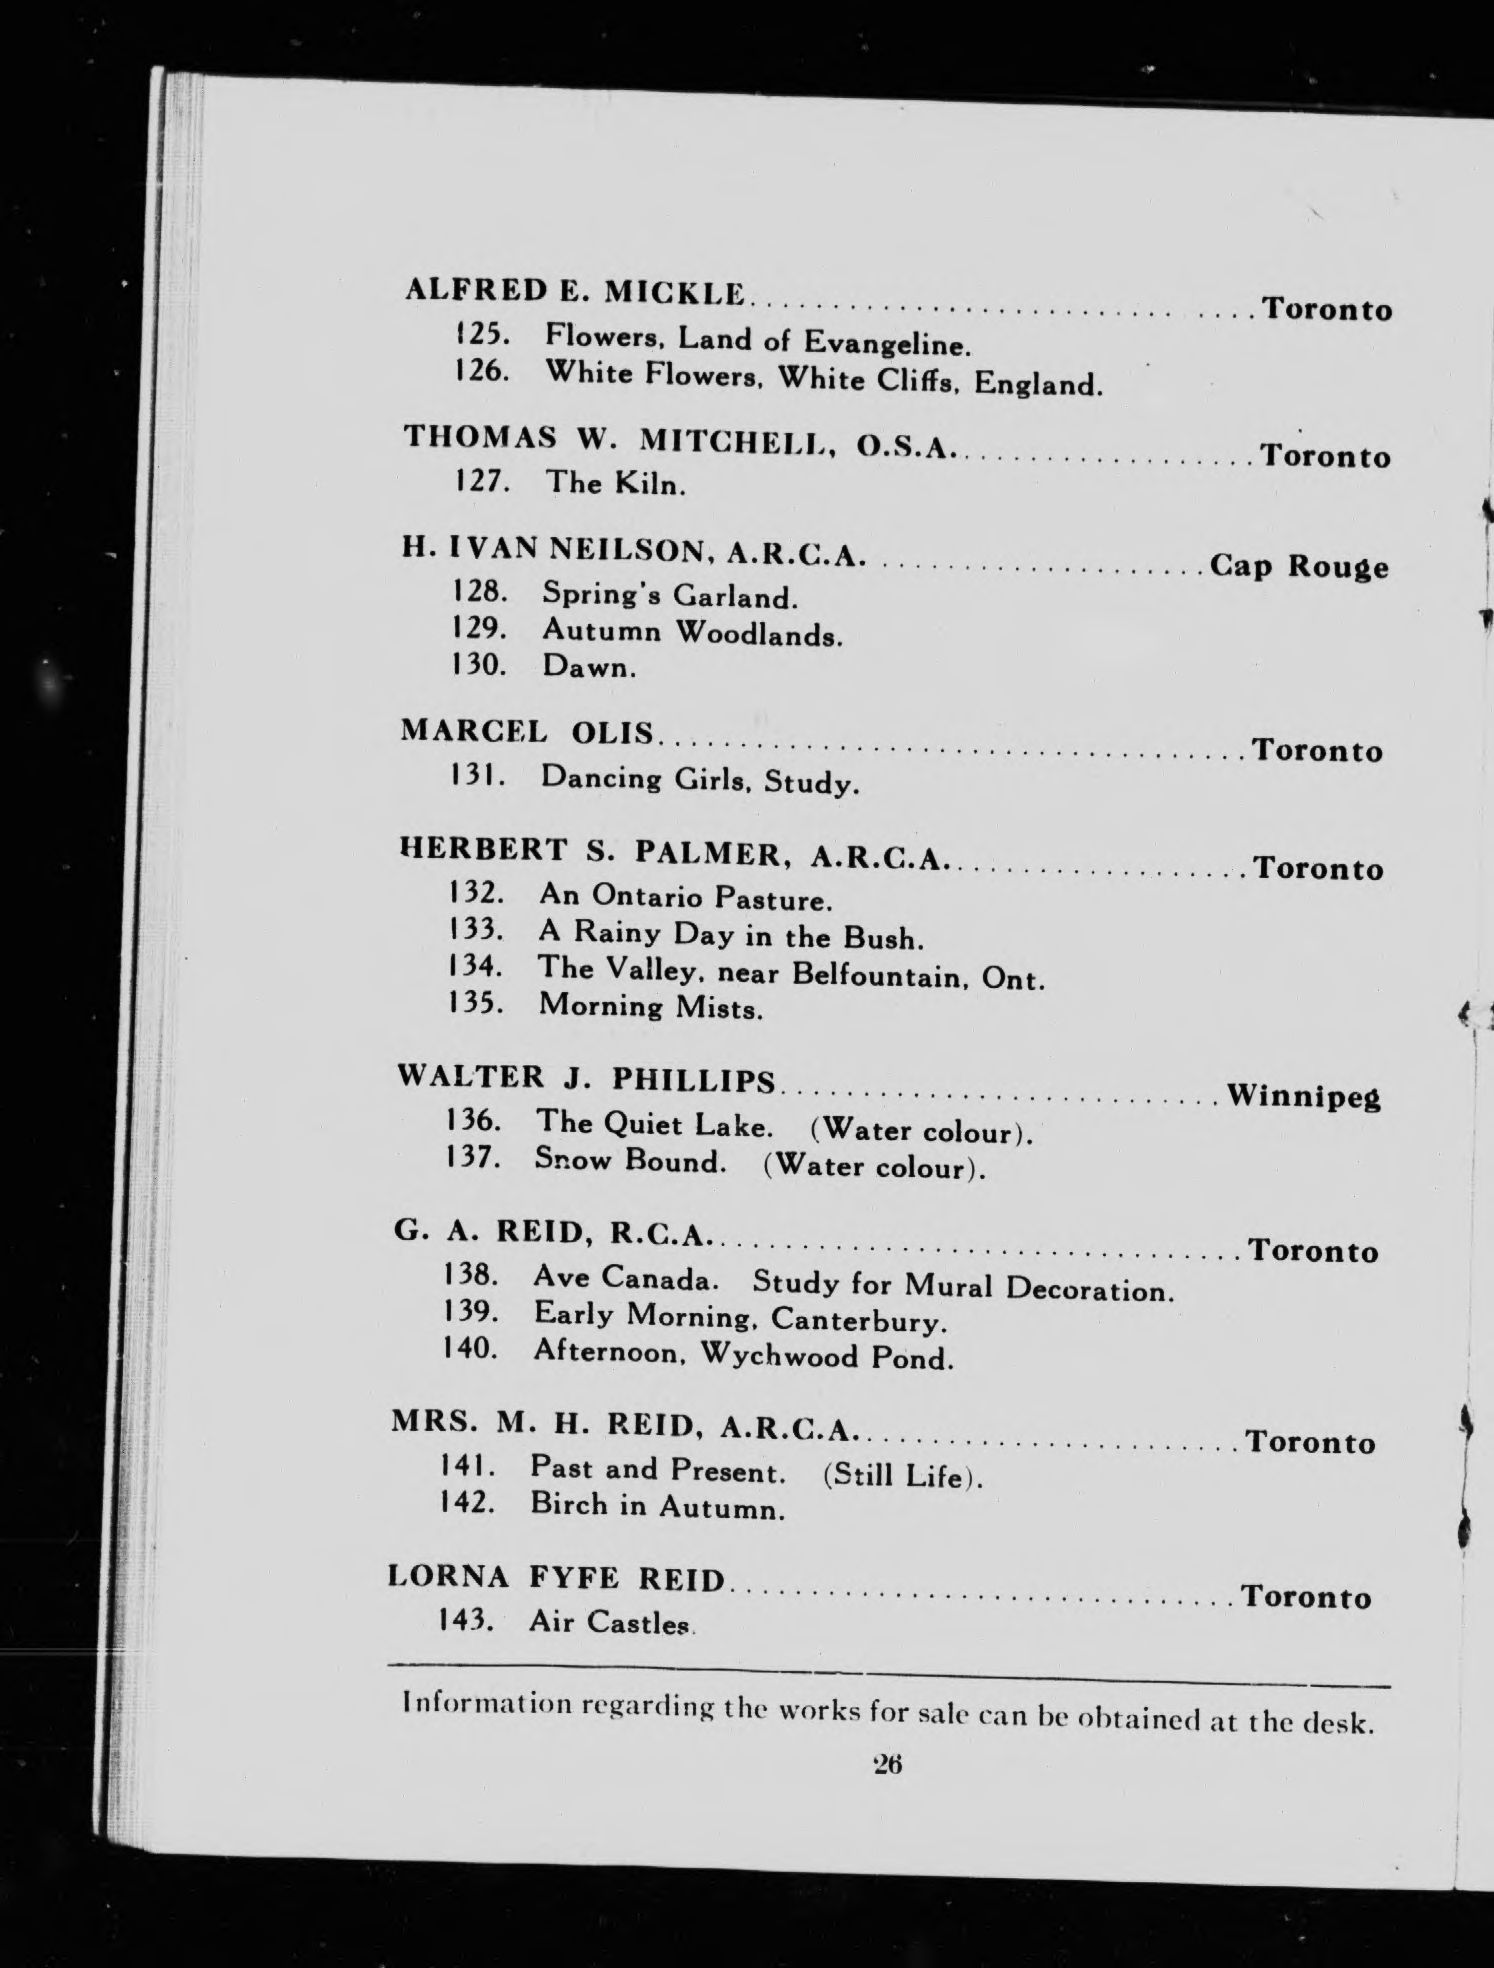 ALFRED E. MICKLE............................Toronto
125. Flowers, Land of Evangeline.
126. White Flowers, White Cliffs, England.
THOMAS W. MITCHELL, O.S.A...................Toronto
127. The Kiln.
H. IVAN NEILSON, A.R.C.A. ....................Cap Rouge
128. Spring's Garland.
129. Autumn Woodlands.
130. Dawn.
MARCEL OLIS....................................Toronto
131. Dancing Girls, Study.
HERBERT S. PALMER, A.R.C.A...................Toronto
132. An Ontario Pasture.
133. A Rainy Day in the Bush.
134. The Valley, near Belfountain, Ont.
135. Morning Mists.
WALTER J. PHILLIPS...........................Winnipeg
136. The Quiet Lake. (Water colour).
137. Snow Bound. (Water colour).
G. A. REID, R.C.A.................................Toronto
138. Ave Canada. Study for Mural Decoration.
139. Early Morning, Canterbury.
140. Afternoon, Wychwood Pond.
MRS. M. H. REID, A.R.C.A........................Toronto
141. Past and Present. (Still Life).
142. Birch in Autumn.
LORNA FYFE REID...............................Toronto
143. Air Castles.
Information regarding the works for sale can be obtained at the desk.
26